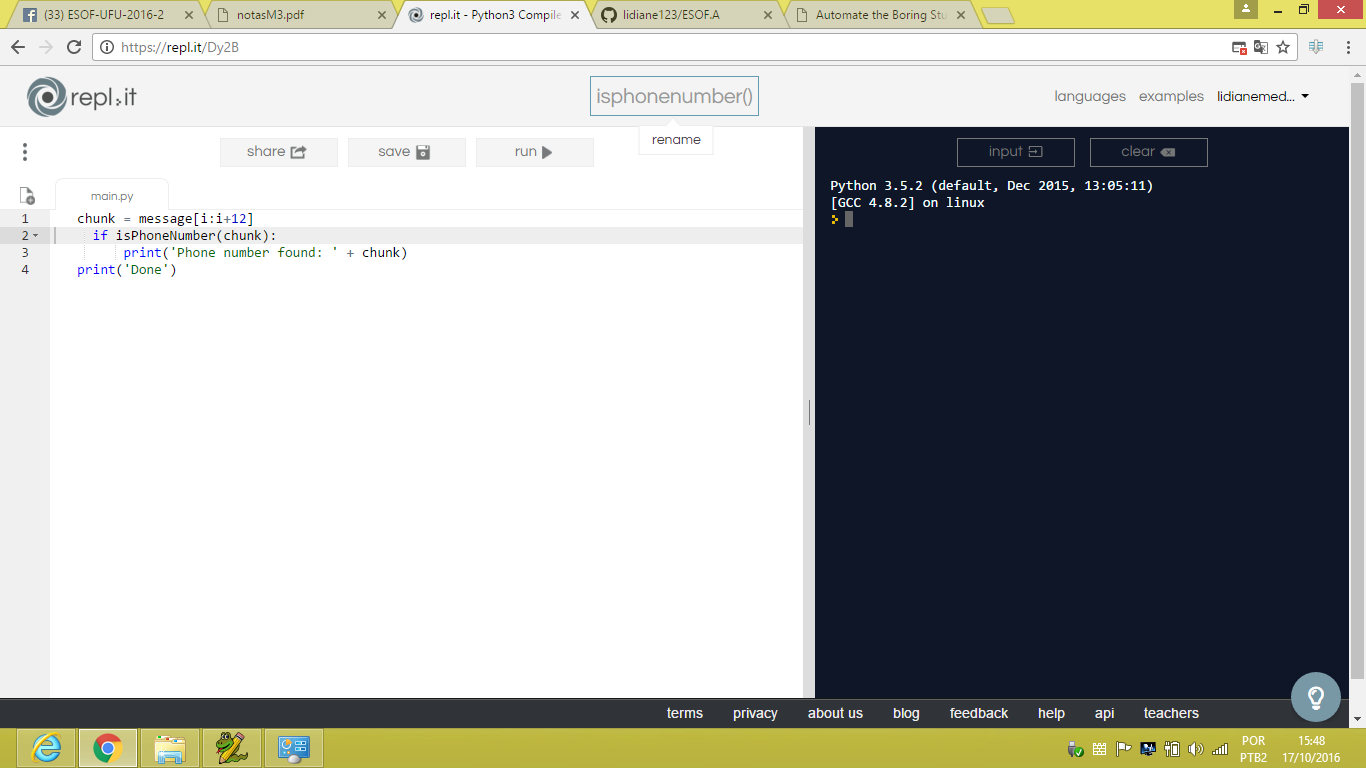 (33) ESOF-UFU-2016-2
notasM3.pdf
repl.it - Python3 Compile
lidiane123/ESOF.A
Automate the Boring Stu
https://repl.it/Dy2B
repl.it
isphonenumber()
languages
examples
lidianemed...
rename
share
save
run
input
clear
main.py
1 chunk = message[i:i+12]
2 if isPhoneNumber(chunk):
3 print('Phone number found: ' + chunk)
4 print('Done')
Python 3.5.2 (default, Dec 2015, 13:05:11)
[GCC 4.8.2] on linux
terms
privacy
about us
blog
feedback
help
api
teachers
POR
PTB2
15:48
17/10/2016